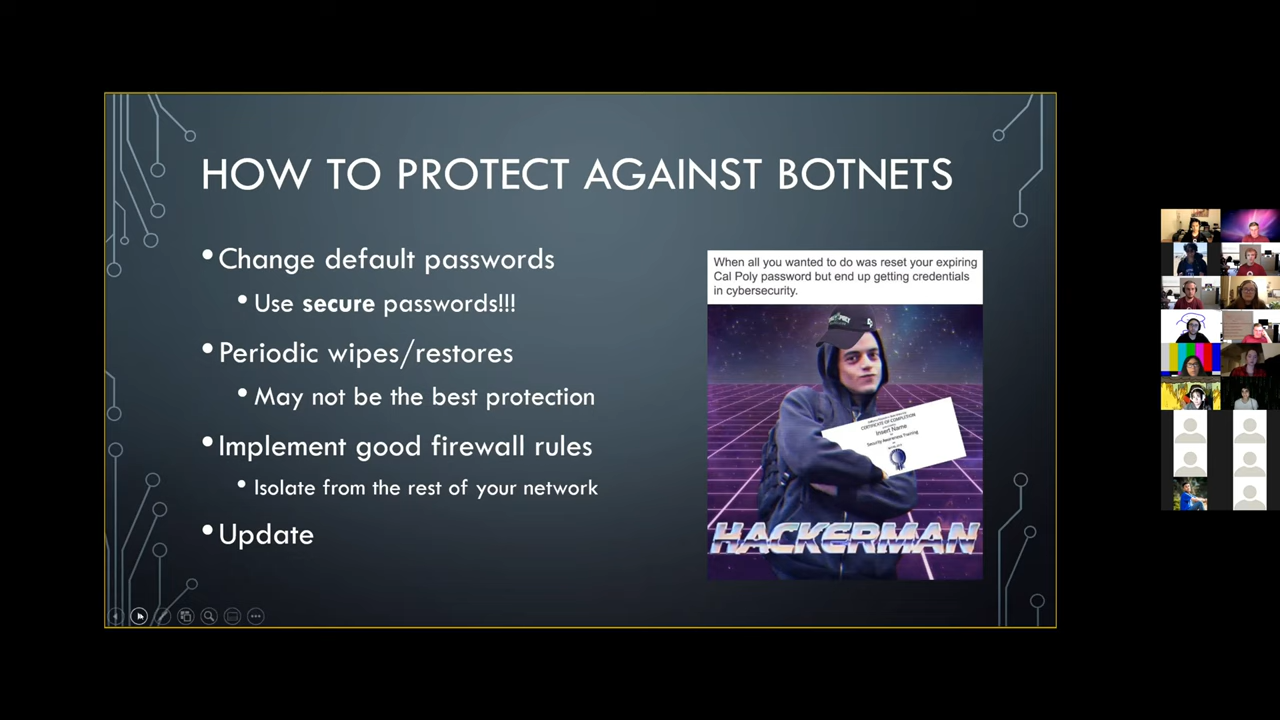 HOW TO PROTECT AGAINST BOTNETS
•Change default passwords
•Use secure passwords!!!
•Periodic wipes/restores
•May not be the best protection
•Implement good firewall rules
•Isolate from the rest of your network
•Update
When all you wanted to do was reset your expiring
Cal Poly password but end up getting credentials
in cybersecurity.
CERTIFICATE OF COMPLETION
Insert Name
Security Awareness Training
HACKERMAN